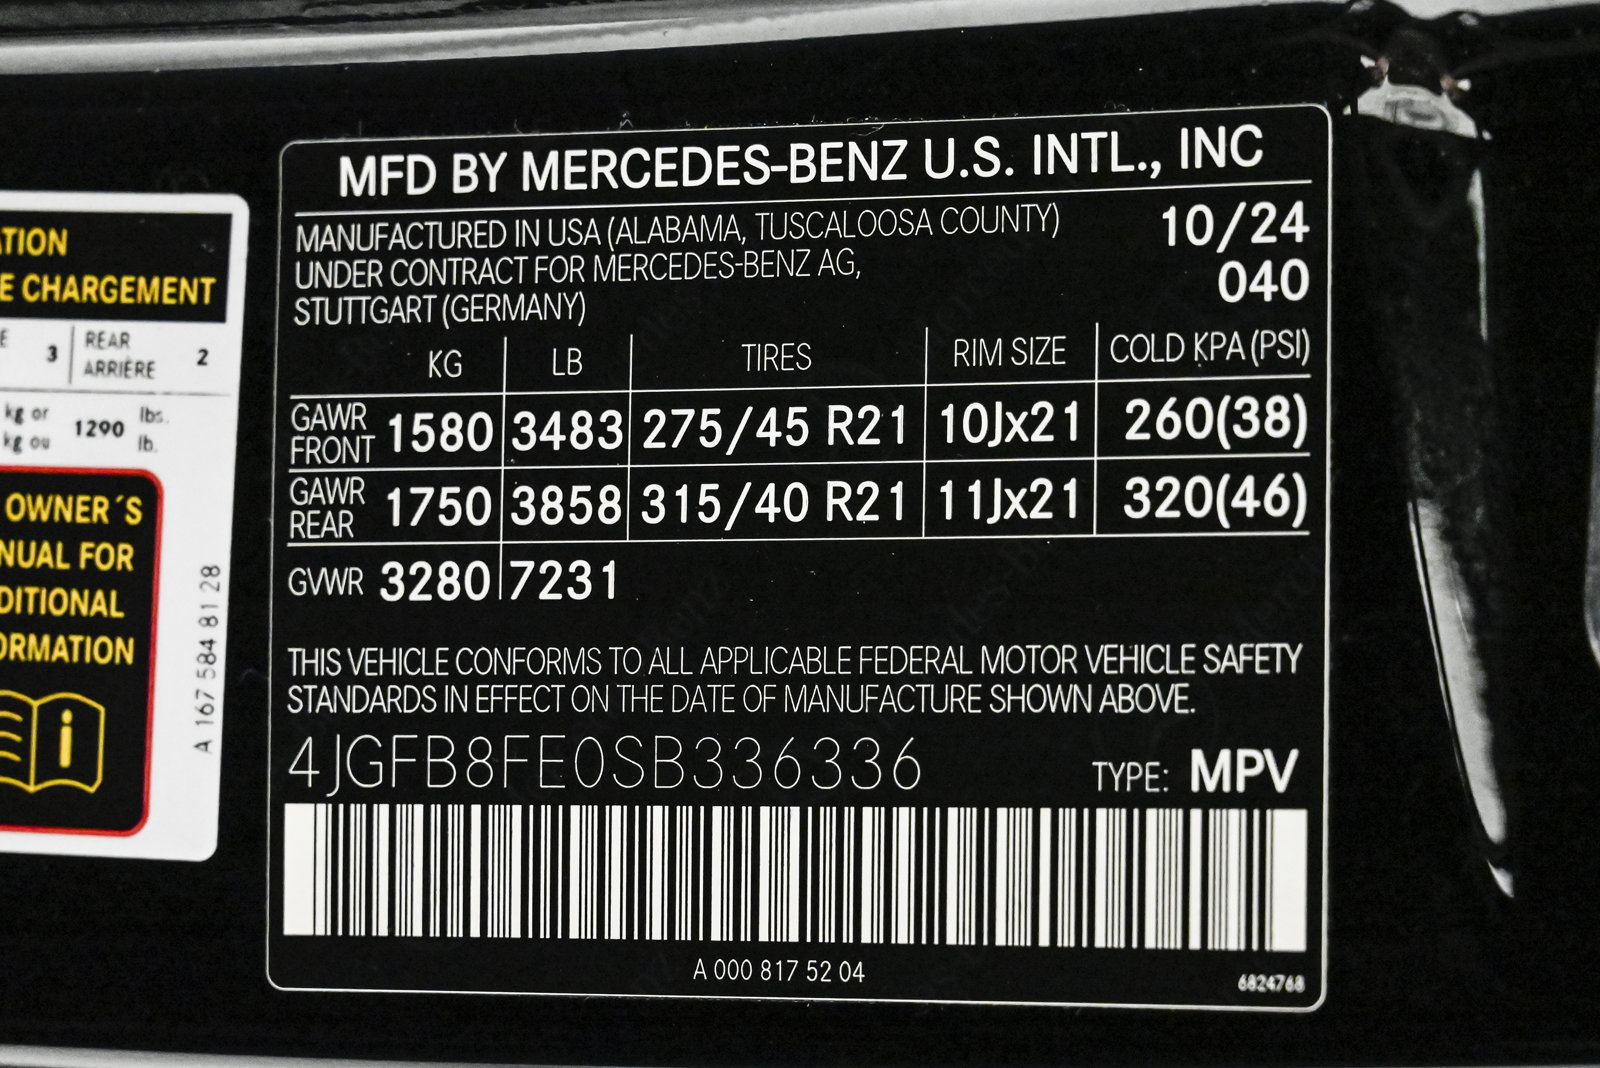 TION
E CHARGEMENT
E 3 REAR
ARRIÈRE 2
kg or
kg ou 1290 lbs.
lb.
OWNER´S
NUAL FOR
DITIONAL
ORMATION
i
A 167 584 81 28
MFD BY MERCEDES-BENZ U.S. INTL., INC
MANUFACTURED IN USA (ALABAMA, TUSCALOOSA COUNTY) 10/24
UNDER CONTRACT FOR MERCEDES-BENZ AG, 040
STUTTGART (GERMANY)
KG LB TIRES RIM SIZE COLD KPA (PSI)
GAWR
FRONT 1580 3483 275/45 R21 10Jx21 260(38)
GAWR
REAR 1750 3858 315/40 R21 11Jx21 320(46)
GVWR 3280 7231
THIS VEHICLE CONFORMS TO ALL APPLICABLE FEDERAL MOTOR VEHICLE SAFETY
STANDARDS IN EFFECT ON THE DATE OF MANUFACTURE SHOWN ABOVE.
4JGFB8FE0SB336336 TYPE: MPV
A 000 817 52 04
6824768